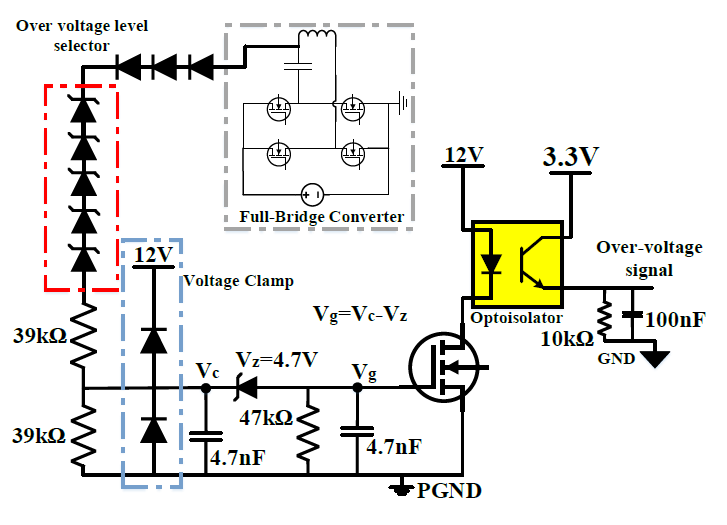 Over voltage level
selector
Full-Bridge Converter
12V
3.3V
Over-voltage
signal
12V
Voltage Clamp
Optoisolator
10kΩ
100nF
GND
39kΩ
Vg=Vc–Vz
Vc
Vz=4.7V
Vg
39kΩ
47kΩ
4.7nF
4.7nF
PGND